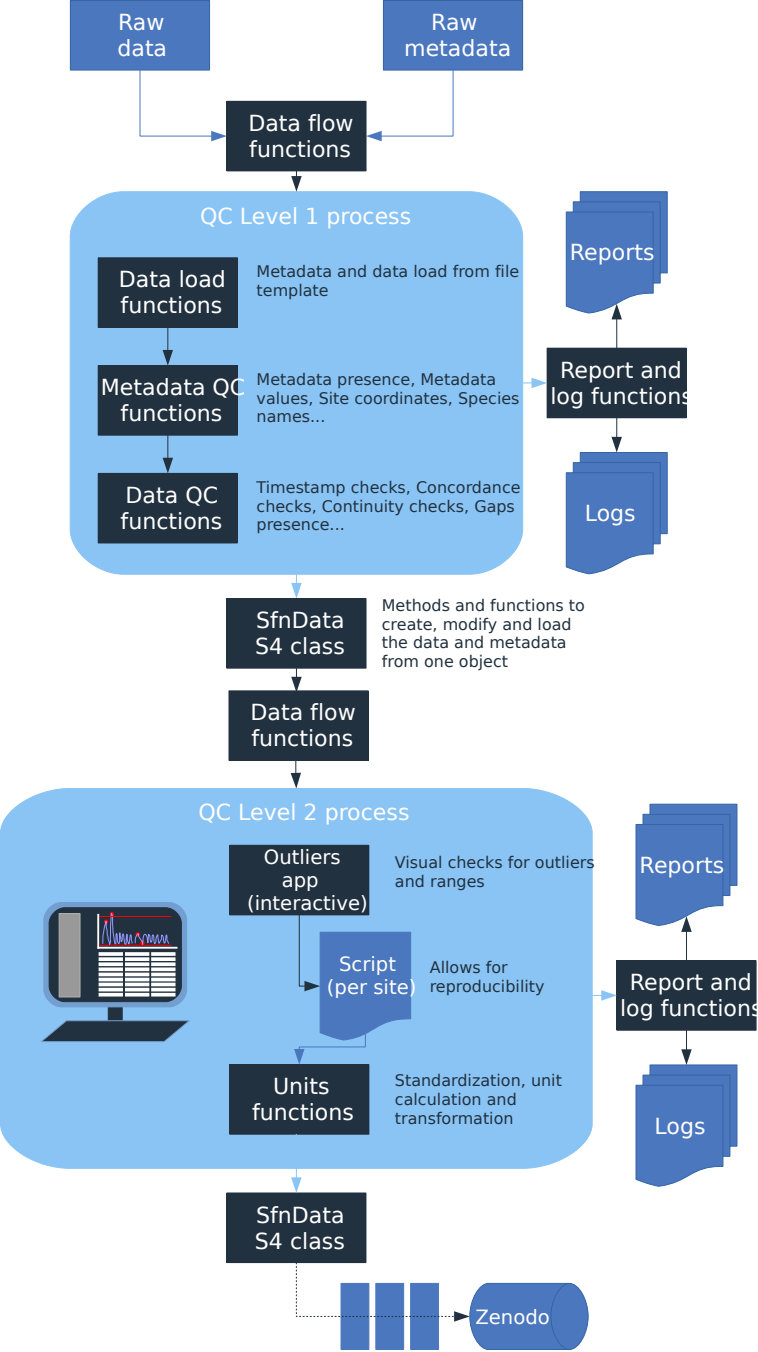 Raw
data
Raw
metadata
Data flow
functions
QC Level 1 process
Data load
functions
Metadata and data load from file
template
Metadata QC
functions
Metadata presence, Metadata
values, Site coordinates, Species
names...
Data QC
functions
Timestamp checks, Concordance
checks, Continuity checks, Gaps
presence...
Reports
Report and
log functions
Logs
SfnData
S4 class
Methods and functions to
create, modify and load
the data and metadata
from one object
Data flow
functions
QC Level 2 process
Outliers
app
(interactive)
Visual checks for outliers
and ranges
Script
(per site)
Allows for
reproducibility
Units
functions
Standardization, unit
calculation and
transformation
Reports
Report and
log functions
Logs
SfnData
S4 class
Zenodo